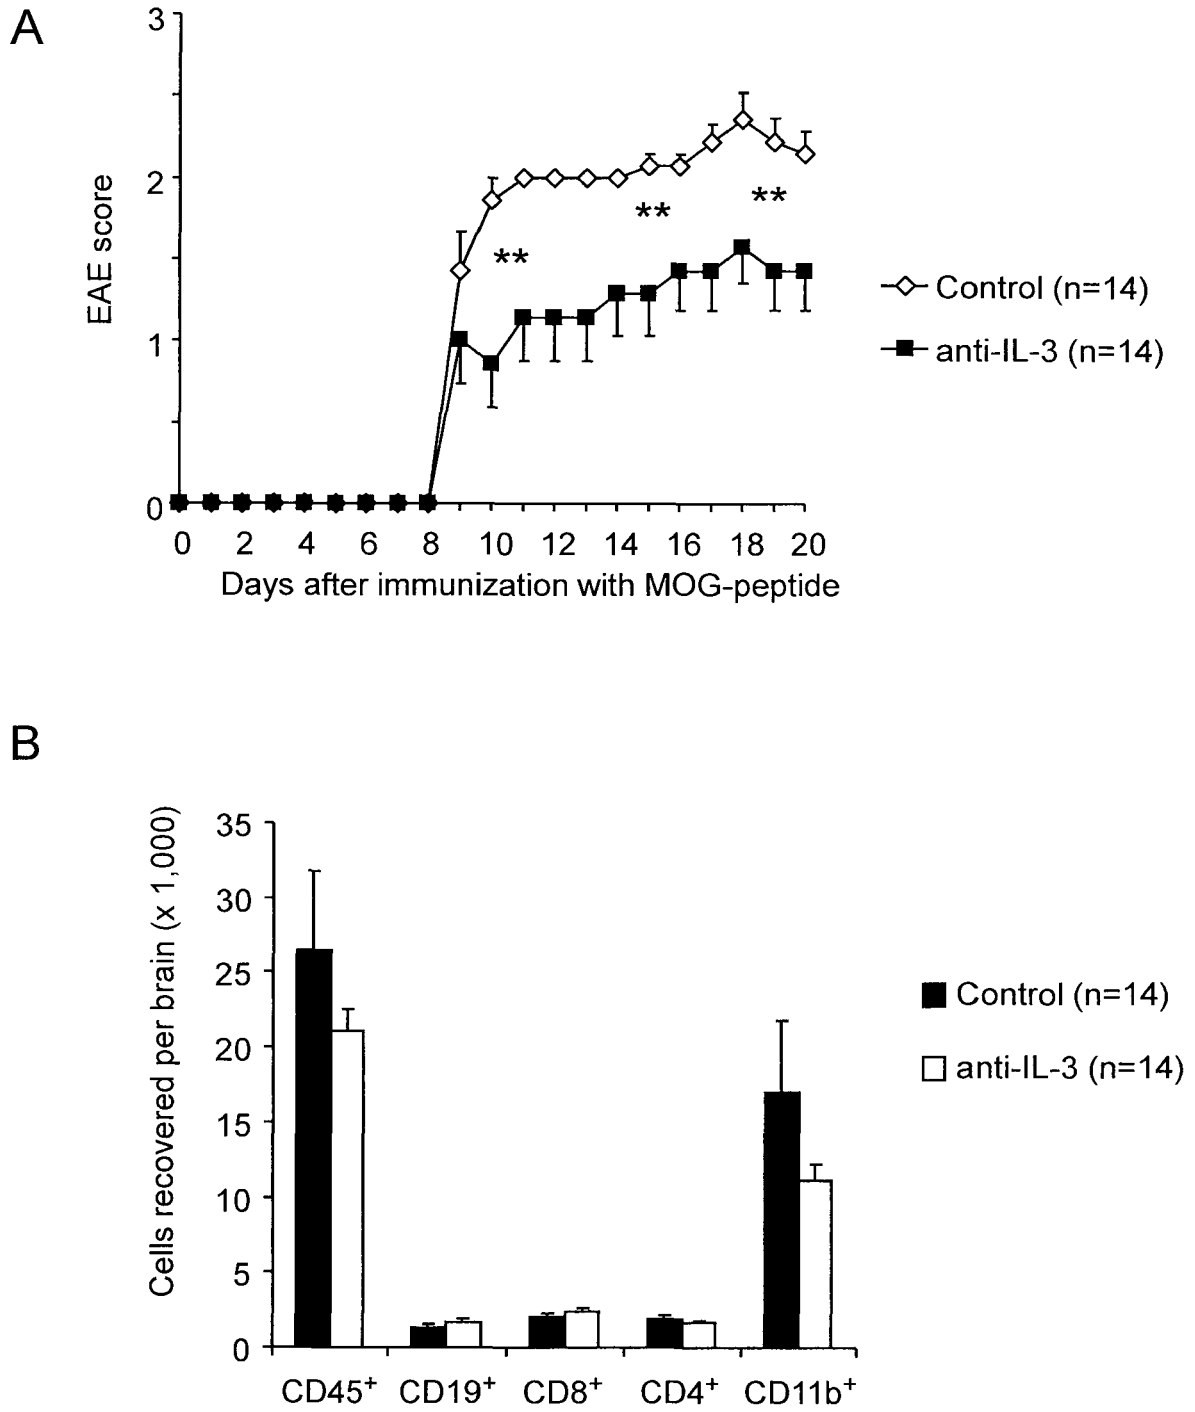 A
3
2
1
0
EAE score
**
**
**
0 2 4 6 8 10 12 14 16 18 20
Days after immunization with MOG-peptide
Control (n=14)
anti-IL-3 (n=14)
B
35
30
25
20
15
10
5
0
Cells recovered per brain (x 1,000)
CD45+ CD19+ CD8+ CD4+ CD11b+
Control (n=14)
anti-IL-3 (n=14)